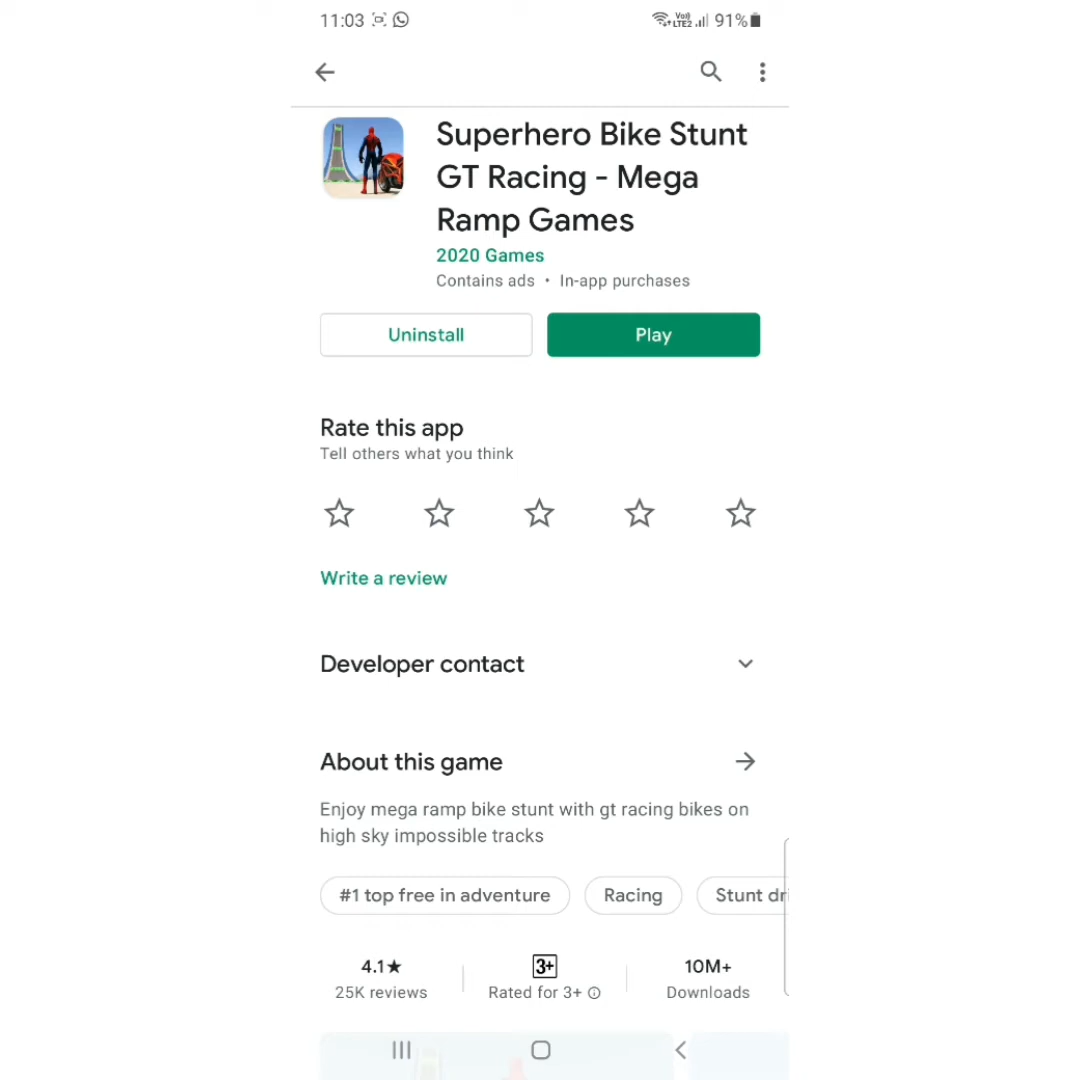 11:03 Vo)) LTE2 91%
Superhero Bike Stunt
GT Racing - Mega
Ramp Games
2020 Games
Contains ads • In-app purchases
Uninstall Play
Rate this app
Tell others what you think
Write a review
Developer contact
About this game
Enjoy mega ramp bike stunt with gt racing bikes on
high sky impossible tracks
#1 top free in adventure Racing Stunt dri
4.1★ 3+ 10M+
25K reviews Rated for 3+ Downloads